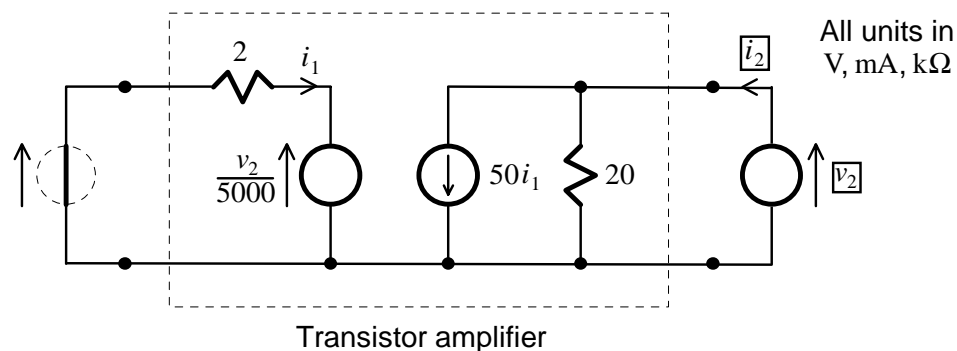 All units in
V, mA, kΩ
2
i₁
i₂
v₂/5000
50i₁
20
v₂
Transistor amplifier